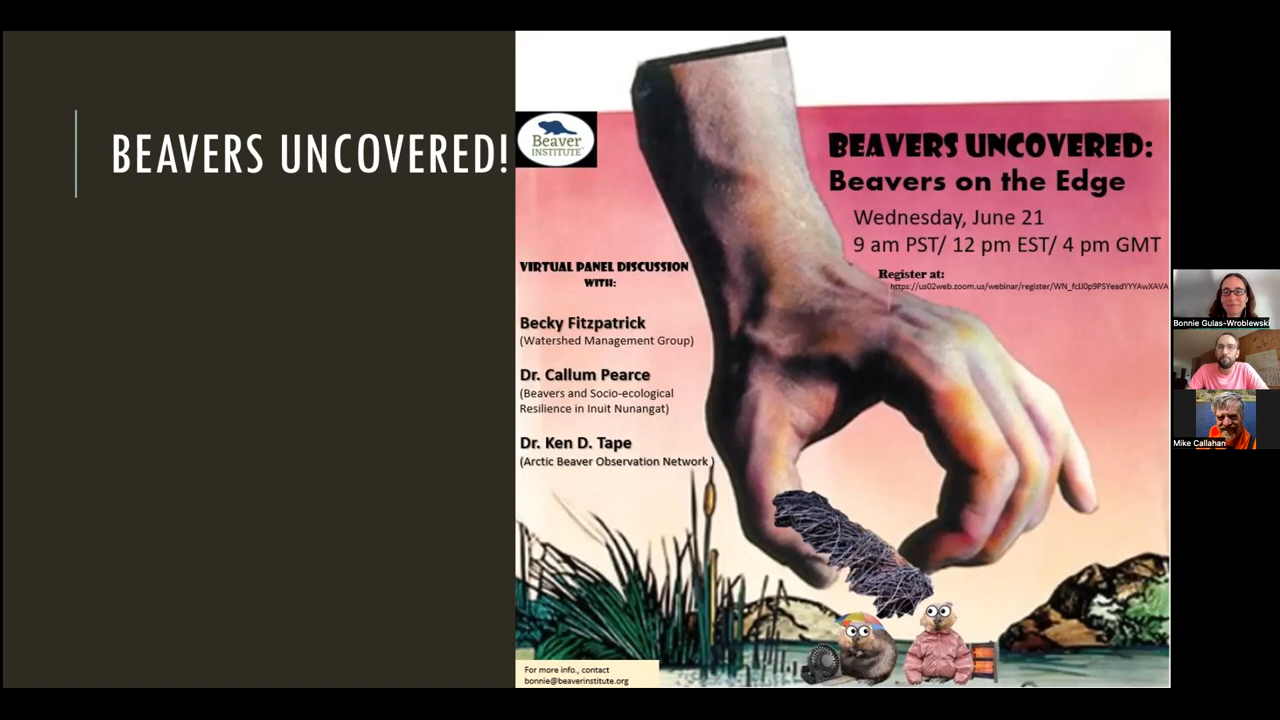 BEAVERS UNCOVERED!
Beaver
INSTITUTE
BEAVERS UNCOVERED:
Beavers on the Edge
Wednesday, June 21
9 am PST/ 12 pm EST/ 4 pm GMT
Register at:
VIRTUAL PANEL DISCUSSION
WITH:
Becky Fitzpatrick
(Watershed Management Group)
Dr. Callum Pearce
(Beavers and Socio-ecological
Resilience in Inuit Nunangat)
Dr. Ken D. Tape
(Arctic Beaver Observation Network )
For more info., contact
bonnie@beaverinstitute.org
Bonnie Gulas-Wroblewski
Mike Callahan